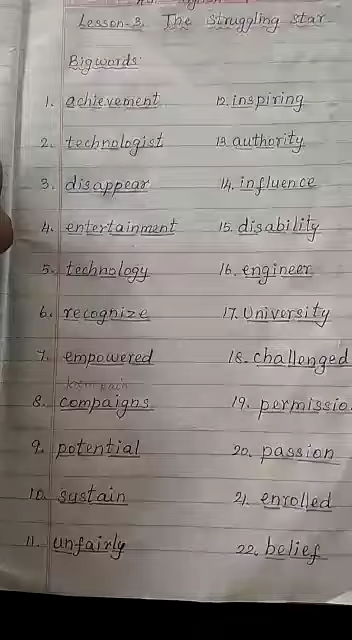 Lesson-3. The struggling star
Bigwords
1. achievement
2. technologist
3. disappear
4. entertainment
5. technology
6. recognize
7. empowered
8. compaigns
9. potential
10. sustain
11. unfairly
12. inspiring
13. authority
14. influence
15. disability
16. engineer
17. University
18. challenged
19. permissio
20. passion
21. enrolled
22. belief